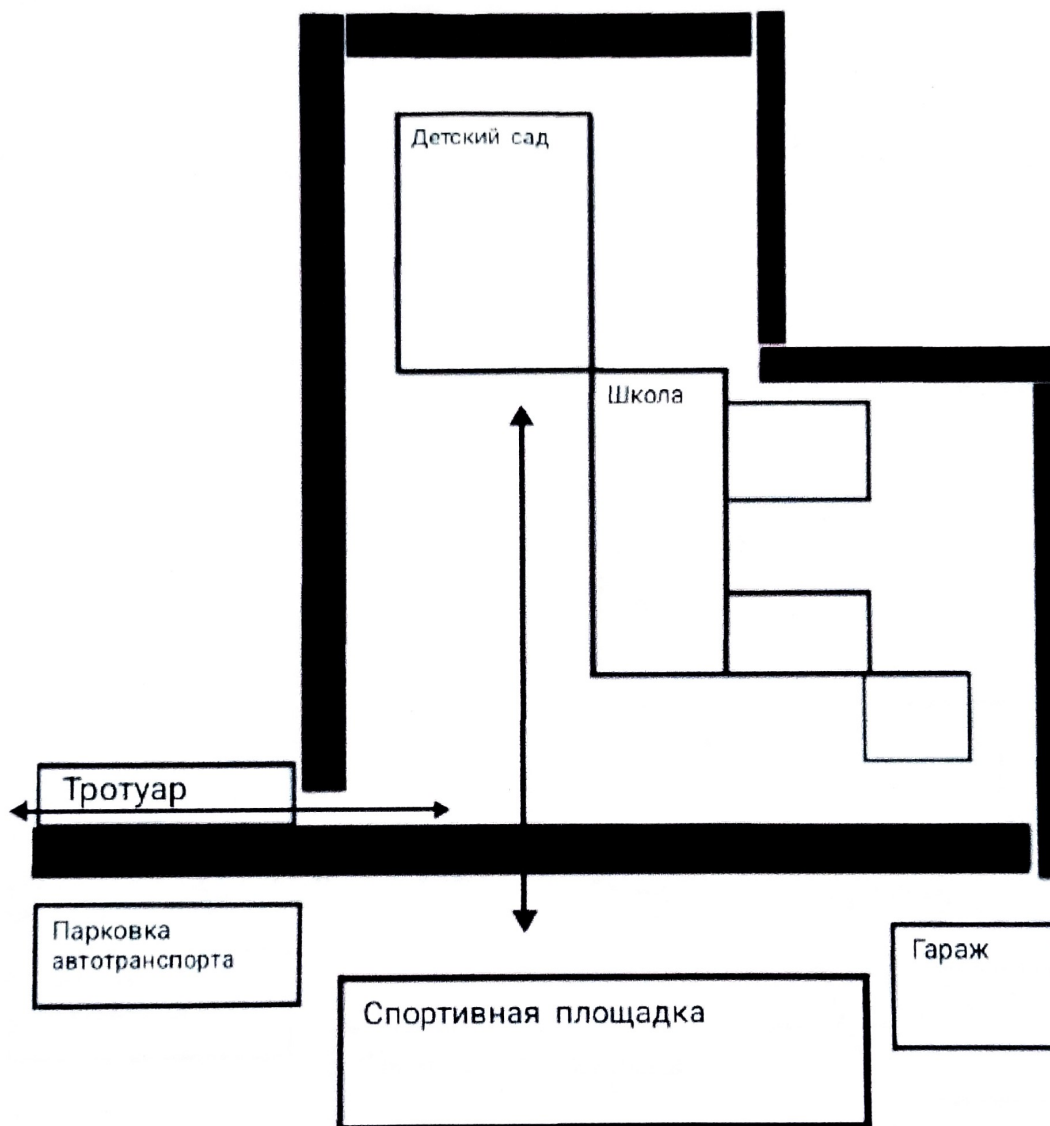 Детский сад
Школа
Тротуар
Парковка
автотранспорта
Гараж
Спортивная площадка